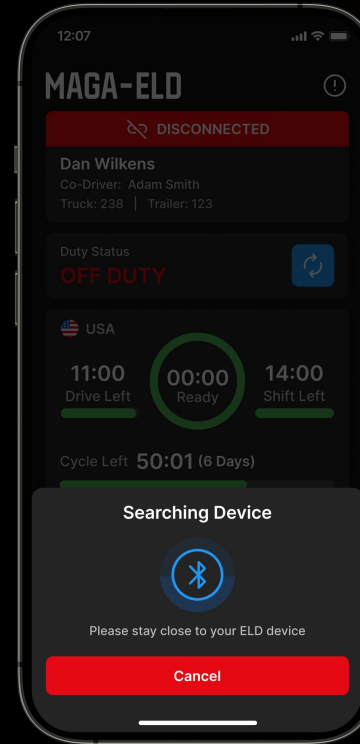 12:07
MAGA-ELD
DISCONNECTED
Dan Wilkens
Co-Driver: Adam Smith
Truck: 238 | Trailer: 123
Duty Status
OFF DUTY
USA
11:00
Drive Left
00:00
Ready
14:00
Shift Left
Cycle Left 50:01 (6 Days)
Searching Device
Please stay close to your ELD device
Cancel